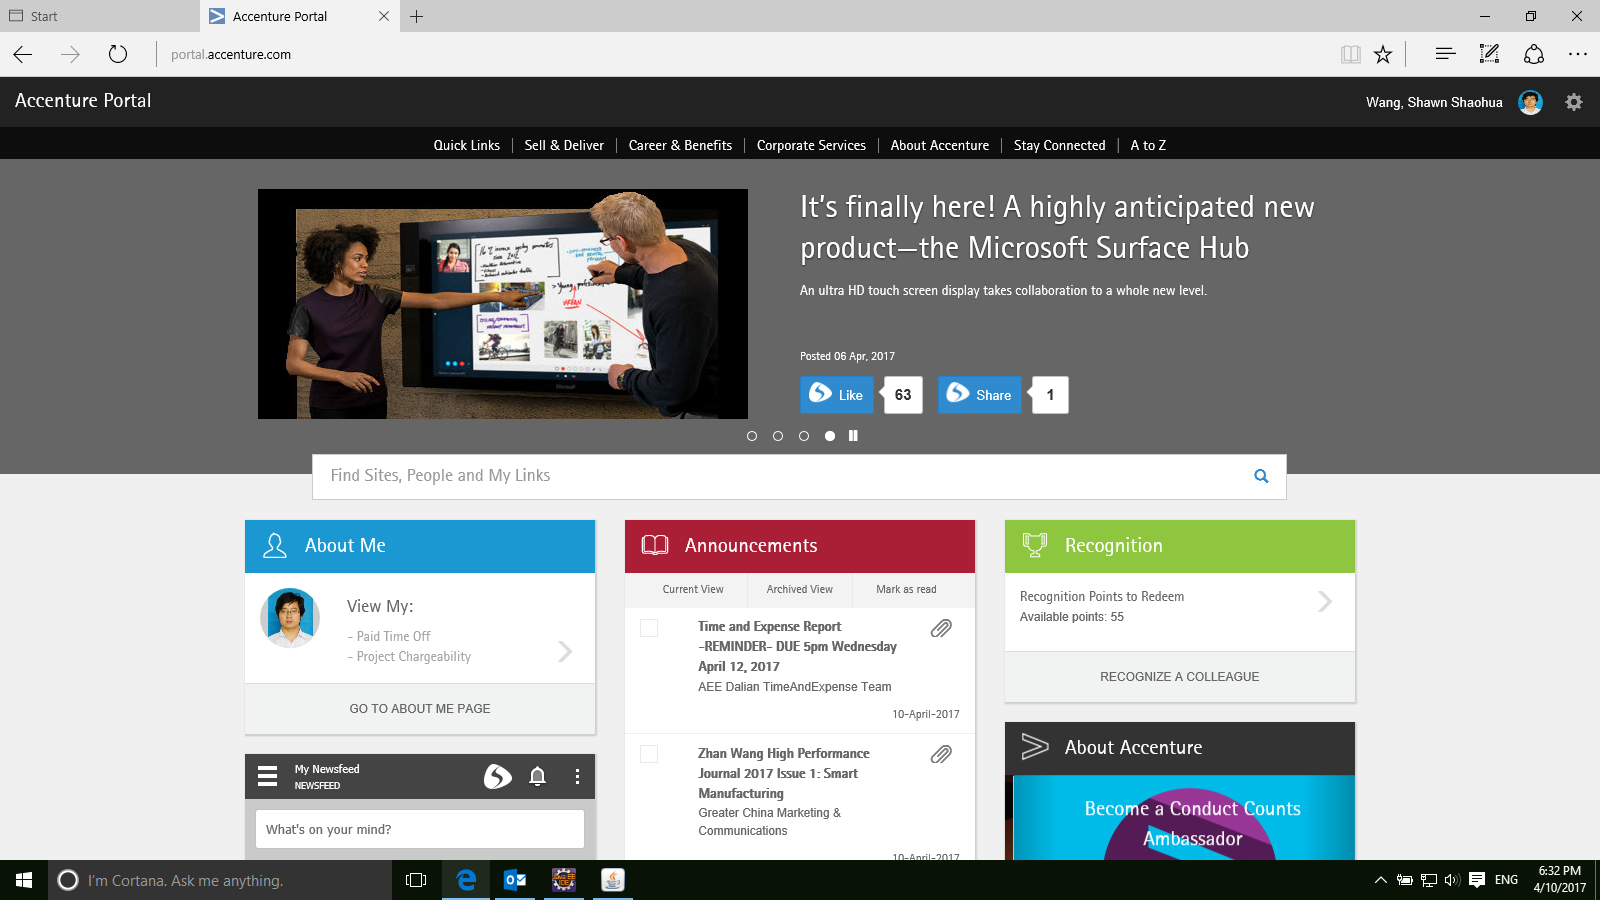 Start
Accenture Portal
portal.accenture.com
Accenture Portal
Wang, Shawn Shaohua
Quick Links
Sell & Deliver
Career & Benefits
Corporate Services
About Accenture
Stay Connected
A to Z
It's finally here! A highly anticipated new
product—the Microsoft Surface Hub
An ultra HD touch screen display takes collaboration to a whole new level.
Posted 06 Apr, 2017
Like
63
Share
1
Find Sites, People and My Links
About Me
View My:
- Paid Time Off
- Project Chargeability
GO TO ABOUT ME PAGE
My Newsfeed
NEWSFEED
What's on your mind?
Announcements
Current View
Archived View
Mark as read
Time and Expense Report
-REMINDER- DUE 5pm Wednesday
April 12, 2017
AEE Dalian TimeAndExpense Team
10-April-2017
Zhan Wang High Performance
Journal 2017 Issue 1: Smart
Manufacturing
Greater China Marketing &
Communications
10-April-2017
Recognition
Recognition Points to Redeem
Available points: 55
RECOGNIZE A COLLEAGUE
About Accenture
Become a Conduct Counts
Ambassador
I'm Cortana. Ask me anything.
ENG
6:32 PM
4/10/2017